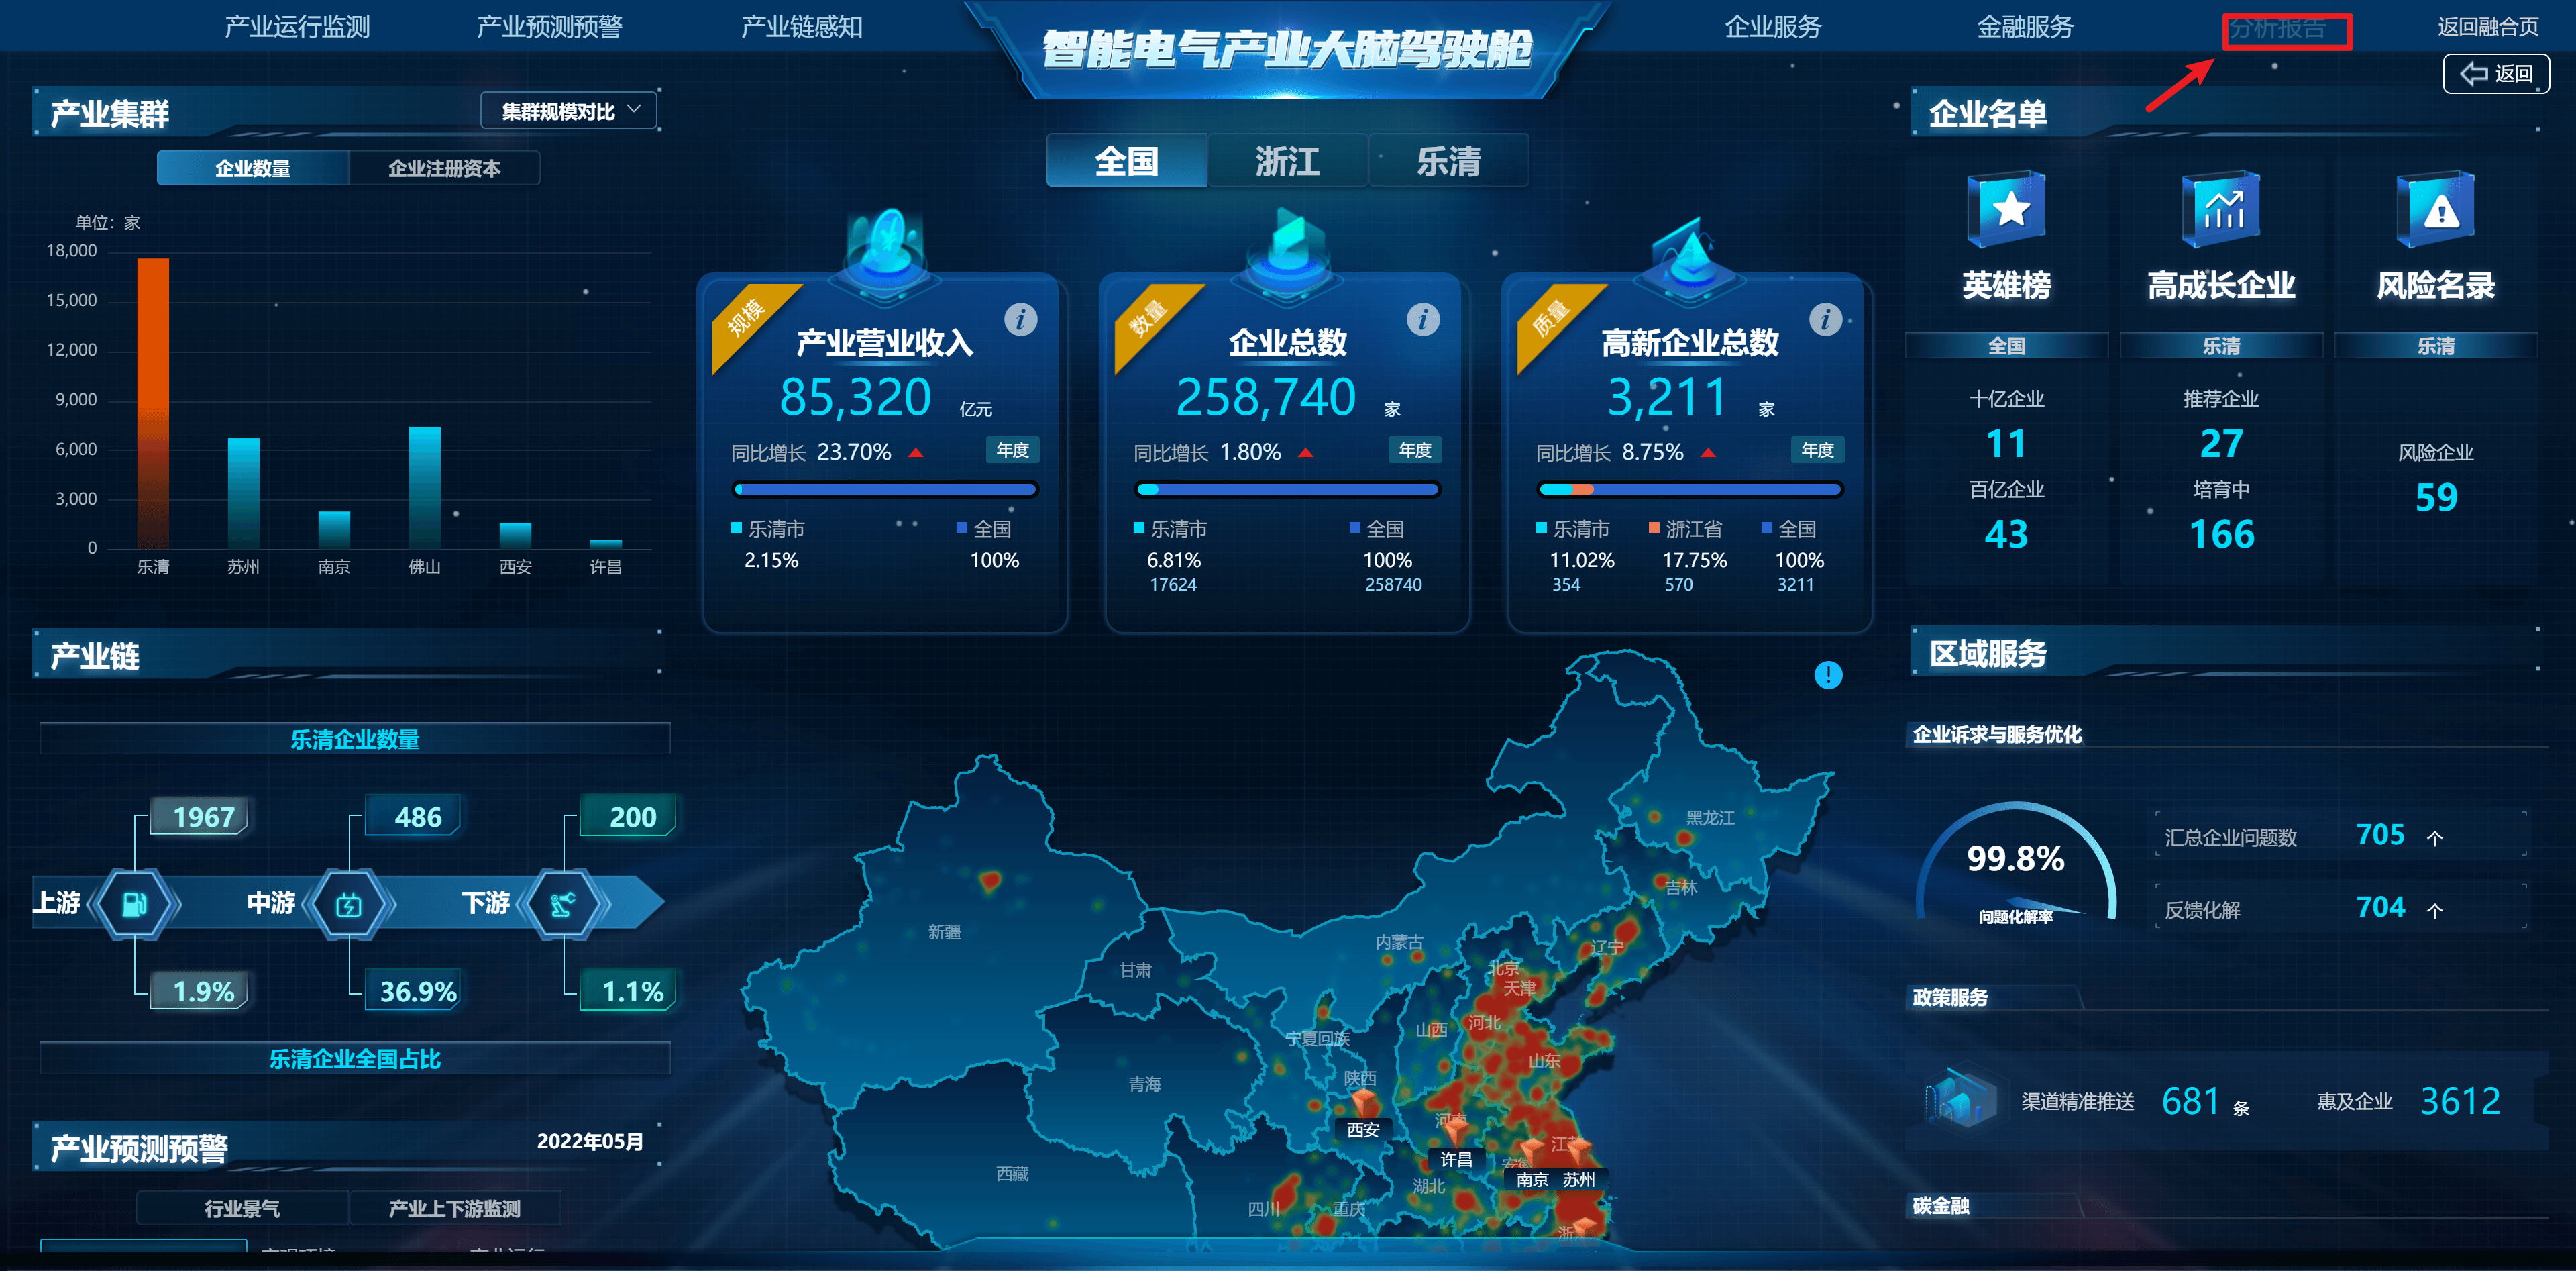 产业运行监测
产业预测预警
产业链感知
智能电气产业大脑驾驶舱
企业服务
金融服务
分析报告
返回融合页
返回
产业集群
集群规模对比
企业数量
企业注册资本
单位：家
18,000
15,000
12,000
9,000
6,000
3,000
0
乐清
苏州
南京
佛山
西安
许昌
产业链
乐清企业数量
1967
486
200
上游
中游
下游
1.9%
36.9%
1.1%
乐清企业全国占比
产业预测预警
2022年05月
行业景气
产业上下游监测
全国
浙江
乐清
规模
产业营业收入
85,320 亿元
同比增长 23.70%
年度
乐清市
全国
2.15%
100%
数量
企业总数
258,740 家
同比增长 1.80%
年度
乐清市
全国
6.81%
100%
17624
258740
质量
高新企业总数
3,211 家
同比增长 8.75%
年度
乐清市
浙江省
全国
11.02%
17.75%
100%
354
570
3211
黑龙江
吉林
新疆
内蒙古
辽宁
甘肃
北京
天津
宁夏回族
山西
河北
山东
青海
陕西
西安
河南
许昌
江苏
西藏
南京
苏州
湖北
四川
重庆
企业名单
英雄榜
高成长企业
风险名录
全国
乐清
乐清
十亿企业
11
百亿企业
43
推荐企业
27
培育中
166
风险企业
59
区域服务
企业诉求与服务优化
99.8%
问题化解率
汇总企业问题数 705 个
反馈化解 704 个
政策服务
渠道精准推送 681 条
惠及企业 3612
碳金融